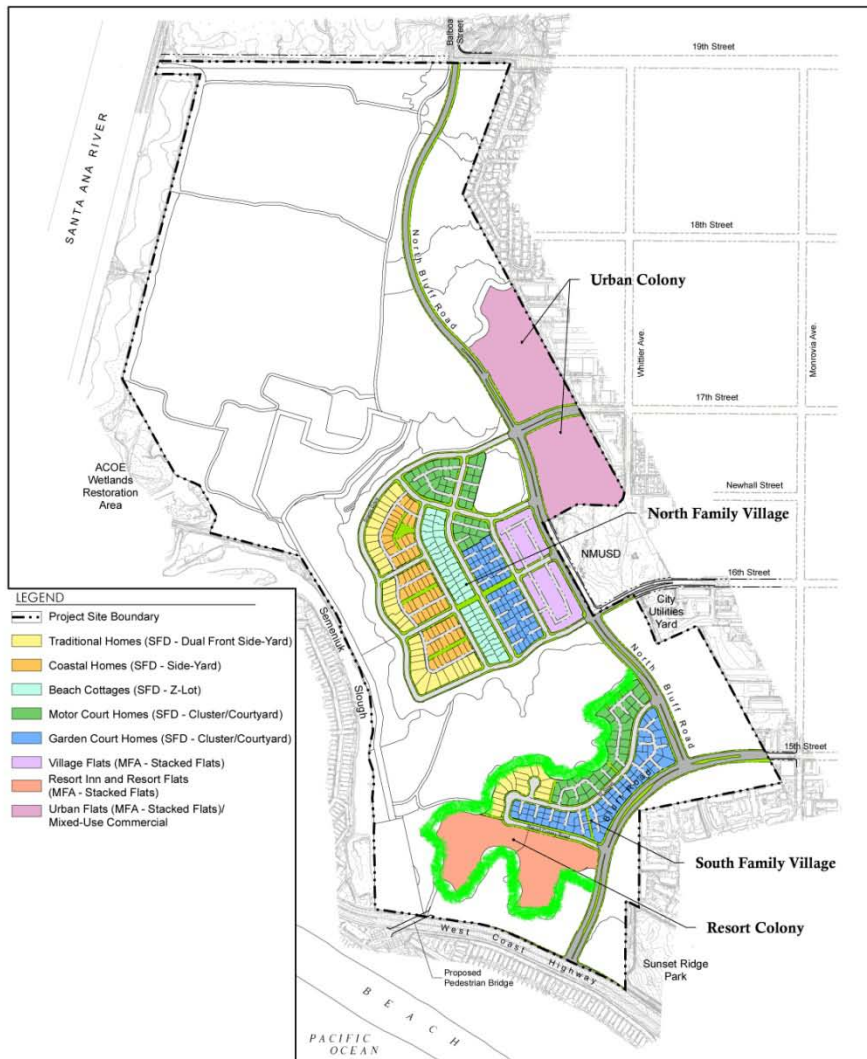 Balboa
Street
19th Street
SANTA ANA RIVER
18th Street
North Bluff Road
Urban Colony
Whittier Ave.
Monrovia Ave.
17th Street
ACOE
Wetlands
Restoration
Area
Newhall Street
North Family Village
NMUSD
16th Street
City
Utilities
Yard
LEGEND
Project Site Boundary
Traditional Homes (SFD - Dual Front Side-Yard)
Coastal Homes (SFD - Side-Yard)
Beach Cottages (SFD - Z-Lot)
Motor Court Homes (SFD - Cluster/Courtyard)
Garden Court Homes (SFD - Cluster/Courtyard)
Village Flats (MFA - Stacked Flats)
Resort Inn and Resort Flats
(MFA - Stacked Flats)
Urban Flats (MFA - Stacked Flats)/
Mixed-Use Commercial
Semeniuk
Slough
North Bluff Road
15th Street
Bluff Road
South Family Village
Resort Colony
West Coast Highway
Sunset Ridge
Park
Proposed
Pedestrian Bridge
BEACH
PACIFIC
OCEAN